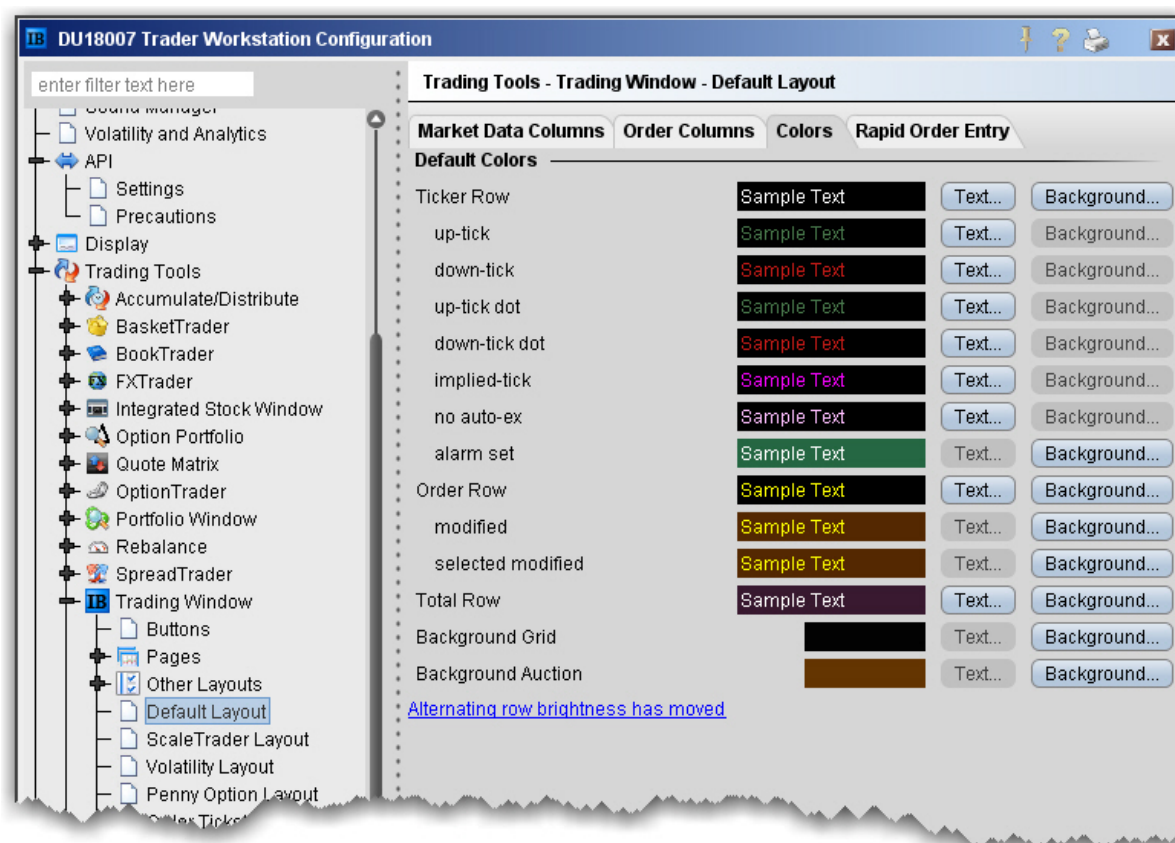 IB DU18007 Trader Workstation Configuration
enter filter text here
Sound Manager
Volatility and Analytics
API
Settings
Precautions
Display
Trading Tools
Accumulate/Distribute
BasketTrader
BookTrader
FX FXTrader
Integrated Stock Window
Option Portfolio
Quote Matrix
OptionTrader
Portfolio Window
Rebalance
SpreadTrader
IB Trading Window
Buttons
Pages
Other Layouts
Default Layout
ScaleTrader Layout
Volatility Layout
Penny Option Layout
Trading Tools - Trading Window - Default Layout
Market Data Columns Order Columns Colors Rapid Order Entry
Default Colors
Ticker Row Sample Text Text... Background...
up-tick Sample Text Text... Background...
down-tick Sample Text Text... Background...
up-tick dot Sample Text Text... Background...
down-tick dot Sample Text Text... Background...
implied-tick Sample Text Text... Background...
no auto-ex Sample Text Text... Background...
alarm set Sample Text Text... Background...
Order Row Sample Text Text... Background...
modified Sample Text Text... Background...
selected modified Sample Text Text... Background...
Total Row Sample Text Text... Background...
Background Grid Text... Background...
Background Auction Text... Background...
Alternating row brightness has moved